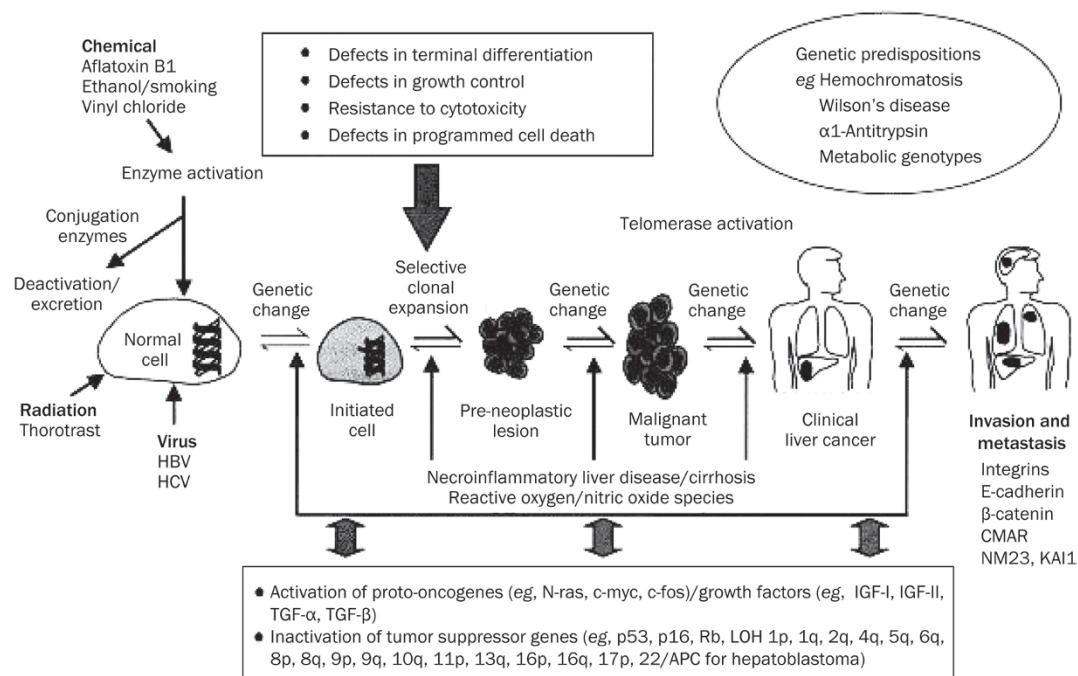 Chemical
Aflatoxin B1
Ethanol/smoking
Vinyl chloride
Enzyme activation
Conjugation
enzymes
Deactivation/
excretion
Normal
cell
Radiation
Thorotrast
Virus
HBV
HCV
Defects in terminal differentiation
Defects in growth control
Resistance to cytotoxicity
Defects in programmed cell death
Genetic predispositions
eg Hemochromatosis
Wilson's disease
α1-Antitrypsin
Metabolic genotypes
Telomerase activation
Genetic
change
Initiated
cell
Selective
clonal
expansion
Pre-neoplastic
lesion
Genetic
change
Malignant
tumor
Genetic
change
Clinical
liver cancer
Genetic
change
Invasion and
metastasis
Integrins
E-cadherin
β-catenin
CMAR
NM23, KAI1
Necroinflammatory liver disease/cirrhosis
Reactive oxygen/nitric oxide species
Activation of proto-oncogenes (eg, N-ras, c-myc, c-fos)/growth factors (eg, IGF-I, IGF-II,
TGF-α, TGF-β)
Inactivation of tumor suppressor genes (eg, p53, p16, Rb, LOH 1p, 1q, 2q, 4q, 5q, 6q,
8p, 8q, 9p, 9q, 10q, 11p, 13q, 16p, 16q, 17p, 22/APC for hepatoblastoma)